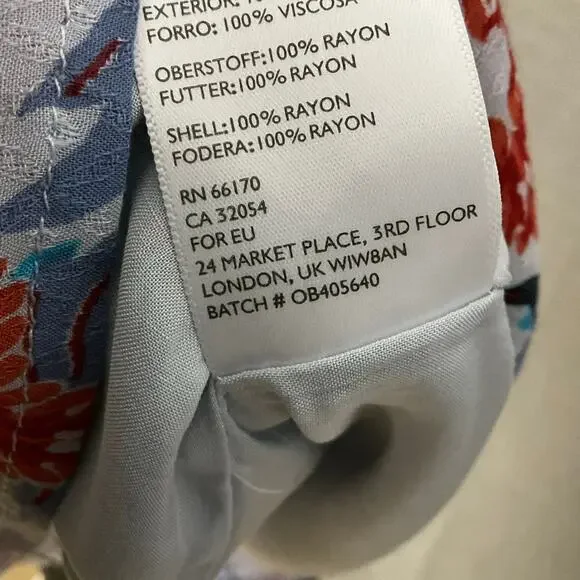 EXTERIOR:
FORRO: 100% VISCOSA
OBERSTOFF:100% RAYON
FUTTER:100% RAYON
SHELL:100% RAYON
FODERA:100% RAYON
RN 66170
CA 32054
FOR EU
24 MARKET PLACE, 3RD FLOOR
LONDON, UK WIW8AN
BATCH # OB405640